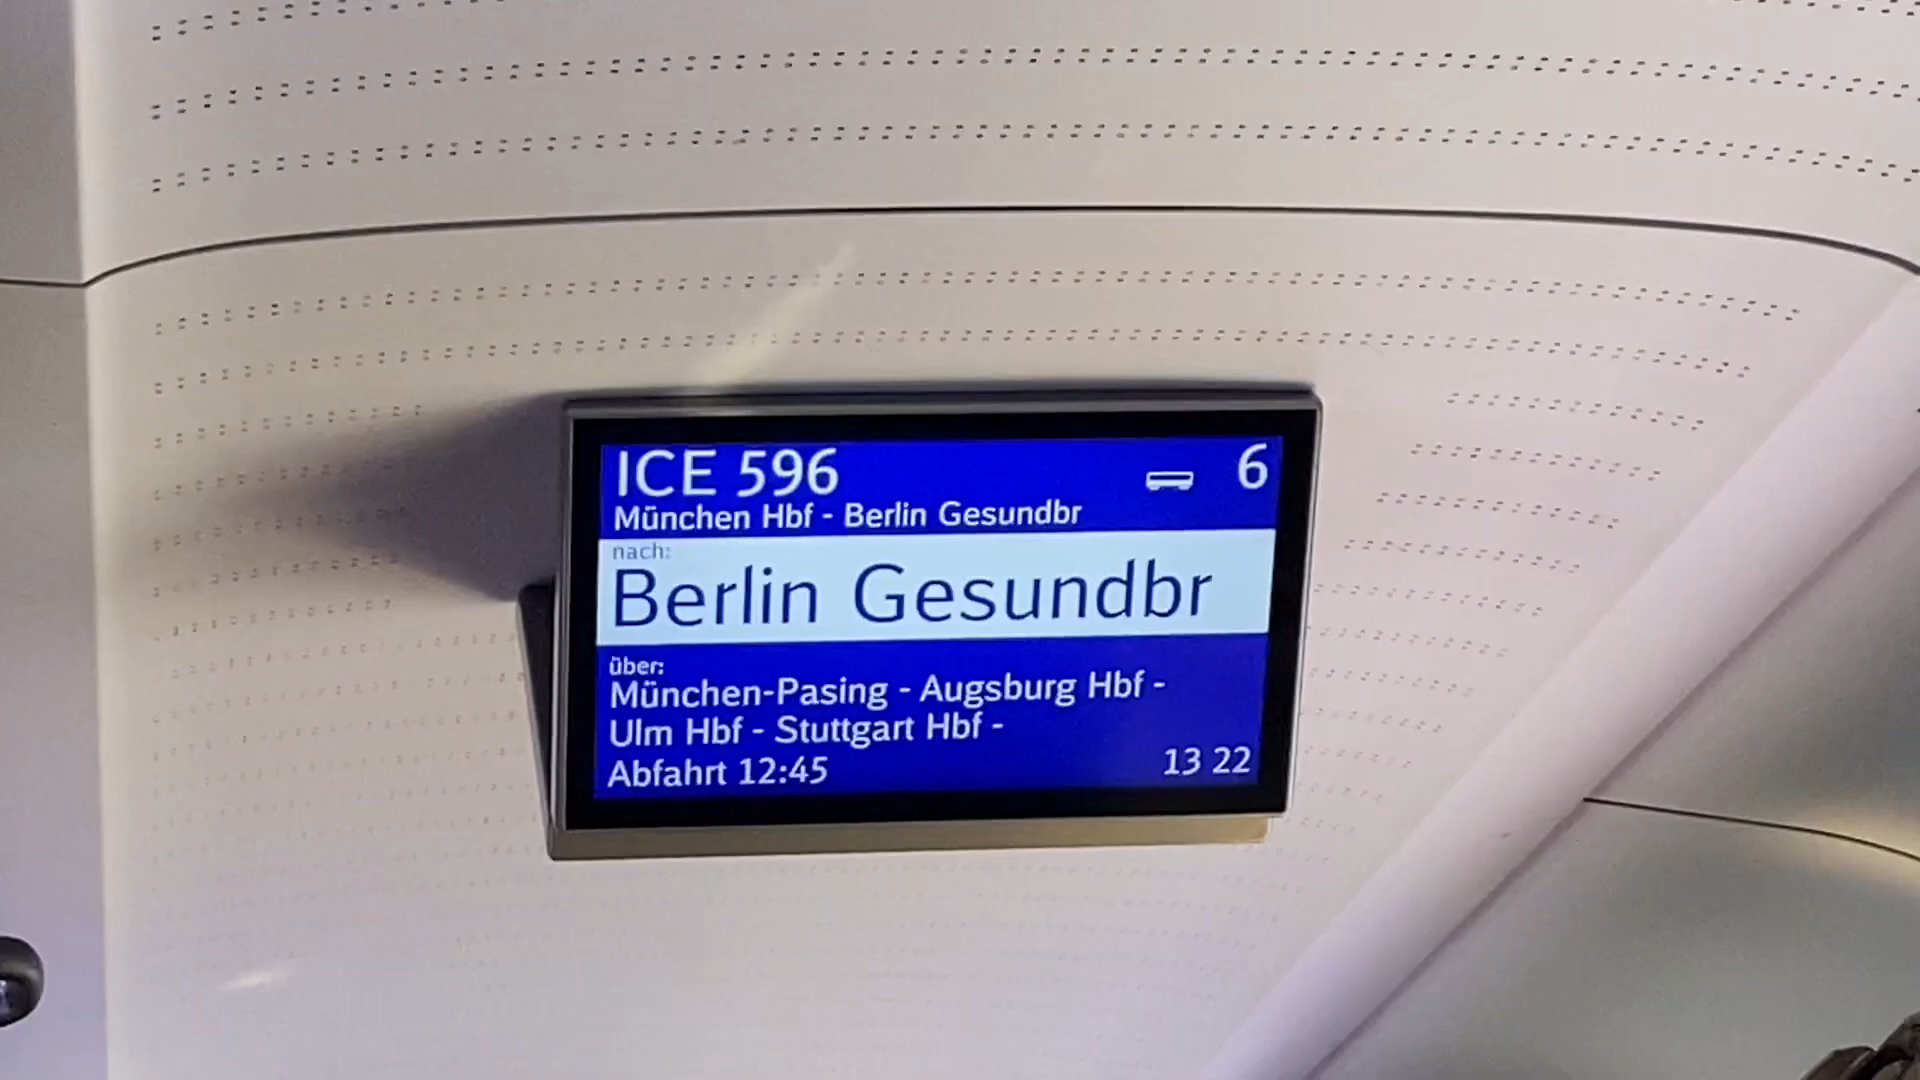 ICE 596 6
München Hbf - Berlin Gesundbr
nach:
Berlin Gesundbr
über:
München-Pasing - Augsburg Hbf -
Ulm Hbf - Stuttgart Hbf -
Abfahrt 12:45 13 22